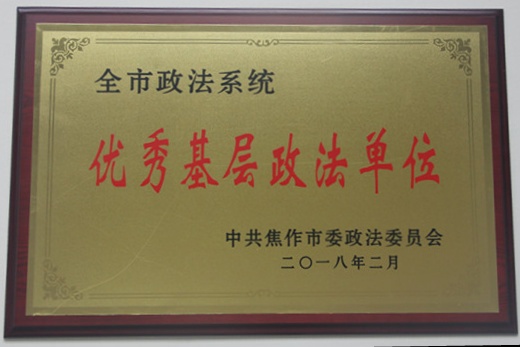 全市政法系统
优秀基层政法单位
中共焦作市委政法委员会
二〇一八年二月